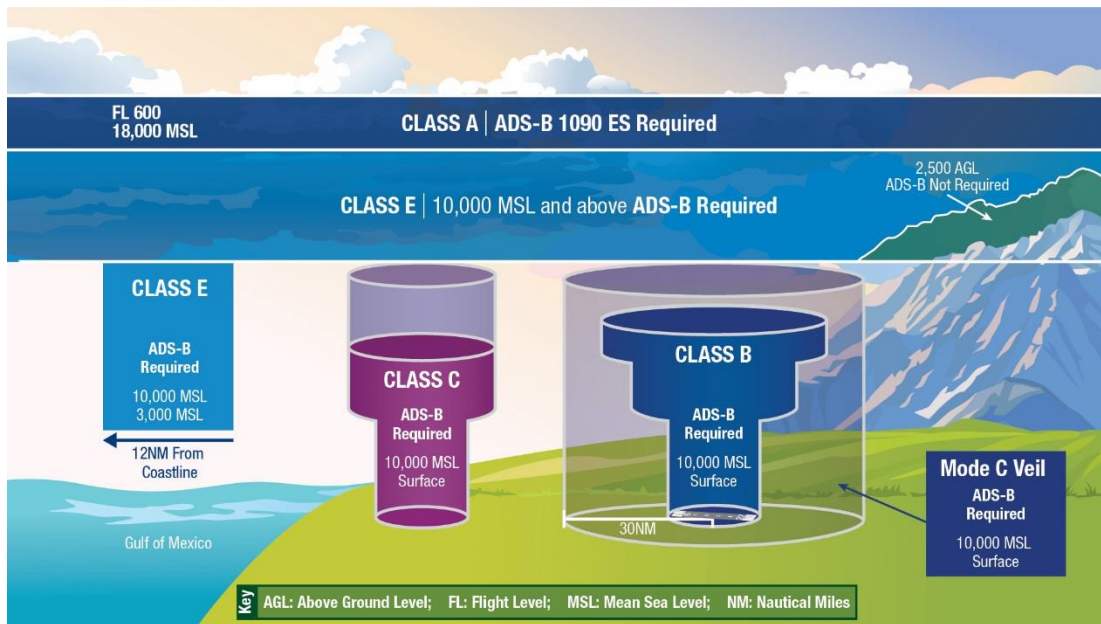 FL 600
18,000 MSL
CLASS A | ADS-B 1090 ES Required
2,500 AGL
ADS-B Not Required
CLASS E | 10,000 MSL and above ADS-B Required
CLASS E
ADS-B
Required
10,000 MSL
3,000 MSL
12NM From
Coastline
Gulf of Mexico
CLASS C
ADS-B
Required
10,000 MSL
Surface
CLASS B
ADS-B
Required
10,000 MSL
Surface
30NM
Mode C Veil
ADS-B
Required
10,000 MSL
Surface
Key
AGL: Above Ground Level; FL: Flight Level; MSL: Mean Sea Level; NM: Nautical Miles